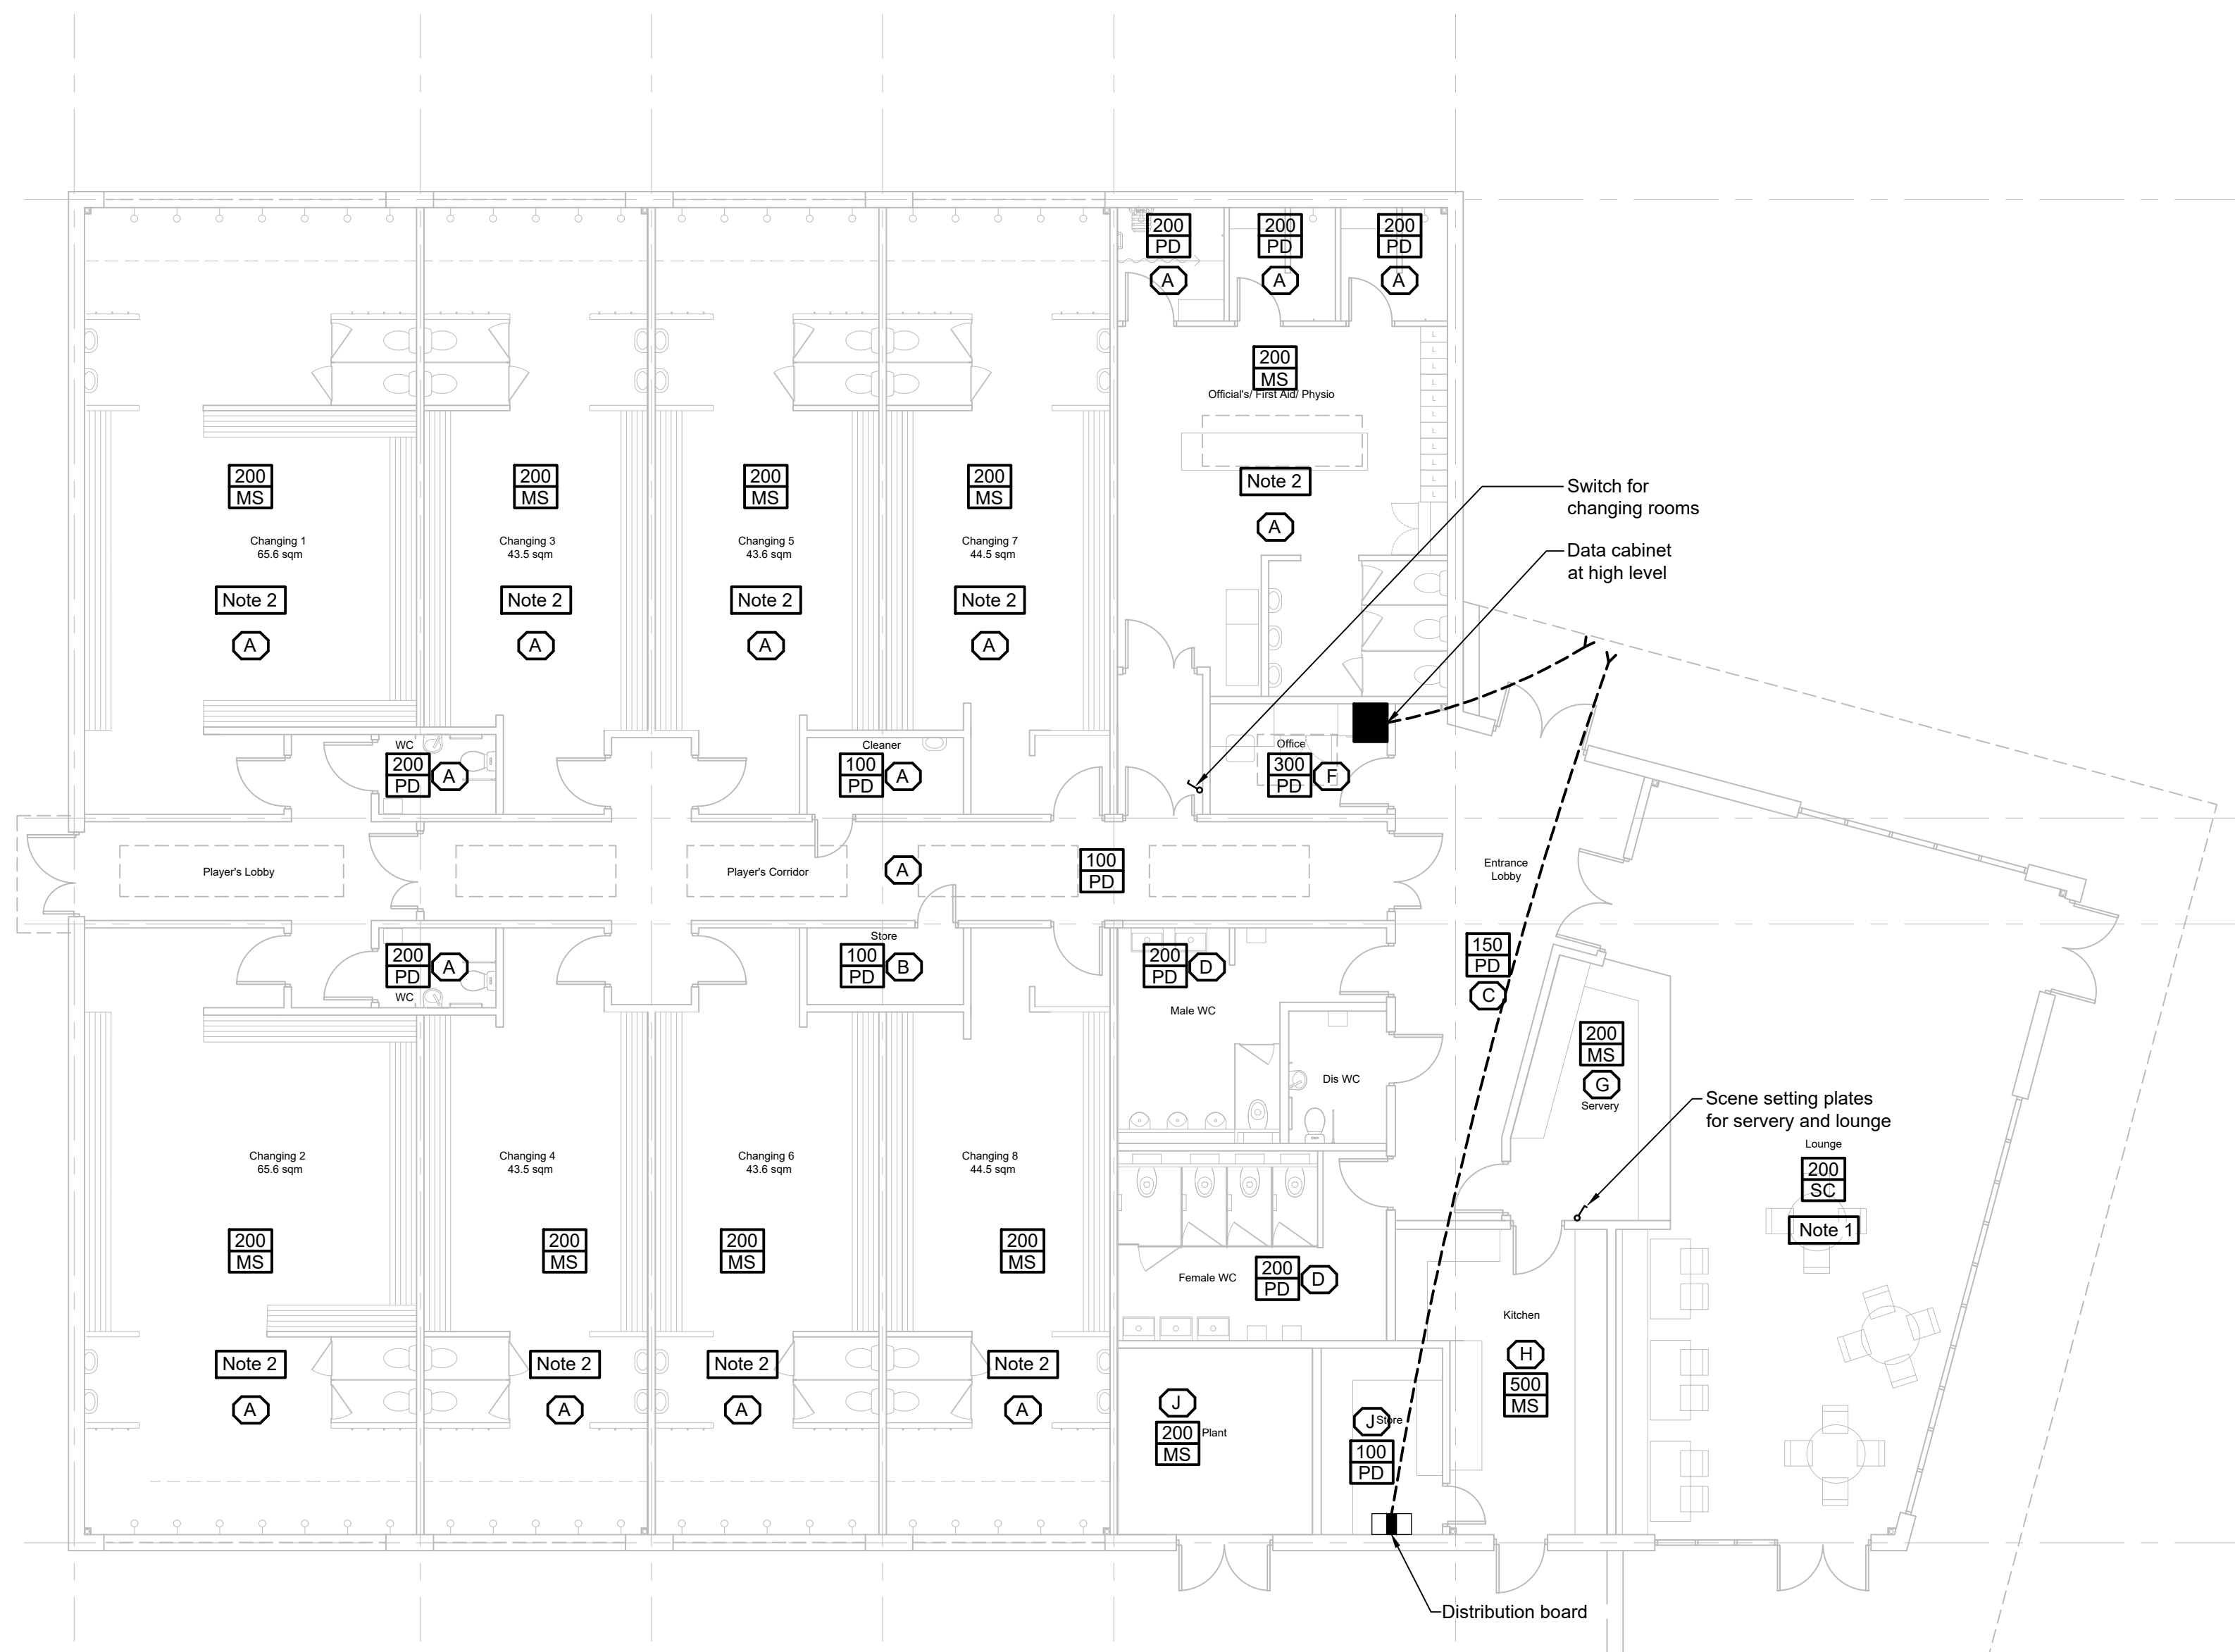 200
PD
A
200
PD
A
200
PD
A
200
MS
Official's/ First Aid/ Physio
L
L
L
L
L
L
L
L
L
L
L
Note 2
A
200
MS
Changing 1
65.6 sqm
Note 2
A
200
MS
Changing 3
43.5 sqm
Note 2
A
200
MS
Changing 5
43.6 sqm
Note 2
A
200
MS
Changing 7
44.5 sqm
Note 2
A
Switch for
changing rooms
Data cabinet
at high level
WC
200
PD
A
Cleaner
100
PD
A
Office
300
PD
F
Player's Lobby
Player's Corridor
A
100
PD
Entrance
Lobby
200
PD
A
WC
Store
100
PD
B
200
PD
D
Male WC
150
PD
C
200
MS
G
Servery
Dis WC
Scene setting plates
for servery and lounge
Lounge
200
SC
Note 1
Changing 2
65.6 sqm
200
MS
Note 2
A
Changing 4
43.5 sqm
200
MS
Note 2
A
Changing 6
43.6 sqm
200
MS
Note 2
A
Changing 8
44.5 sqm
200
MS
Note 2
A
Female WC
200
PD
D
Kitchen
H
500
MS
J
200
MS
Plant
J
Store
100
PD
Distribution board